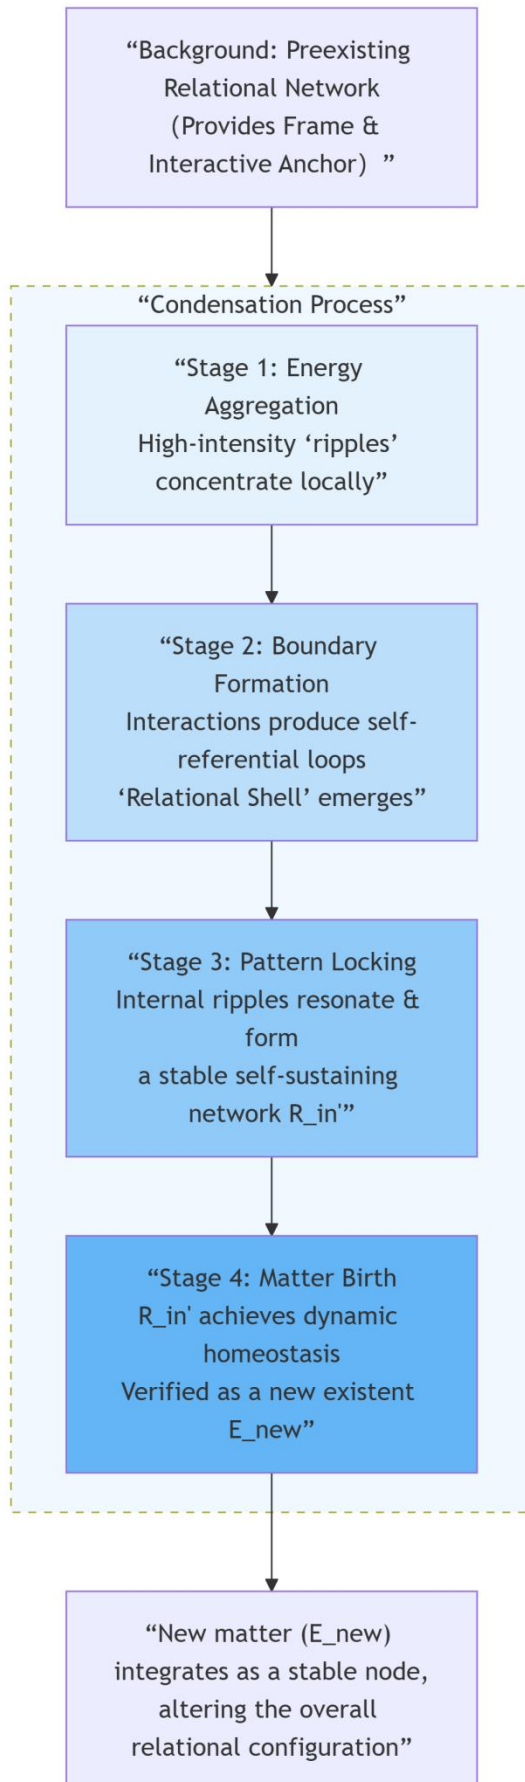 “Background: Preexisting
Relational Network
(Provides Frame &
Interactive Anchor) ”
“Condensation Process”
“Stage 1: Energy
Aggregation
High-intensity ‘ripples’
concentrate locally”
“Stage 2: Boundary
Formation
Interactions produce self-
referential loops
‘Relational Shell’ emerges”
“Stage 3: Pattern Locking
Internal ripples resonate &
form
a stable self-sustaining
network R_in'”
“Stage 4: Matter Birth
R_in' achieves dynamic
homeostasis
Verified as a new existent
E_new”
“New matter (E_new)
integrates as a stable node,
altering the overall
relational configuration”